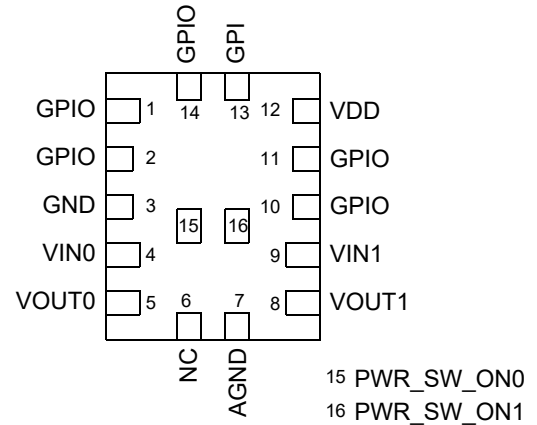 GPIO GPI
GPIO 1 14 13 12 VDD
GPIO 2 11 GPIO
GND 3 15 16 10 GPIO
VIN0 4 9 VIN1
VOUT0 5 6 7 8 VOUT1
NC AGND
15 PWR_SW_ON0
16 PWR_SW_ON1